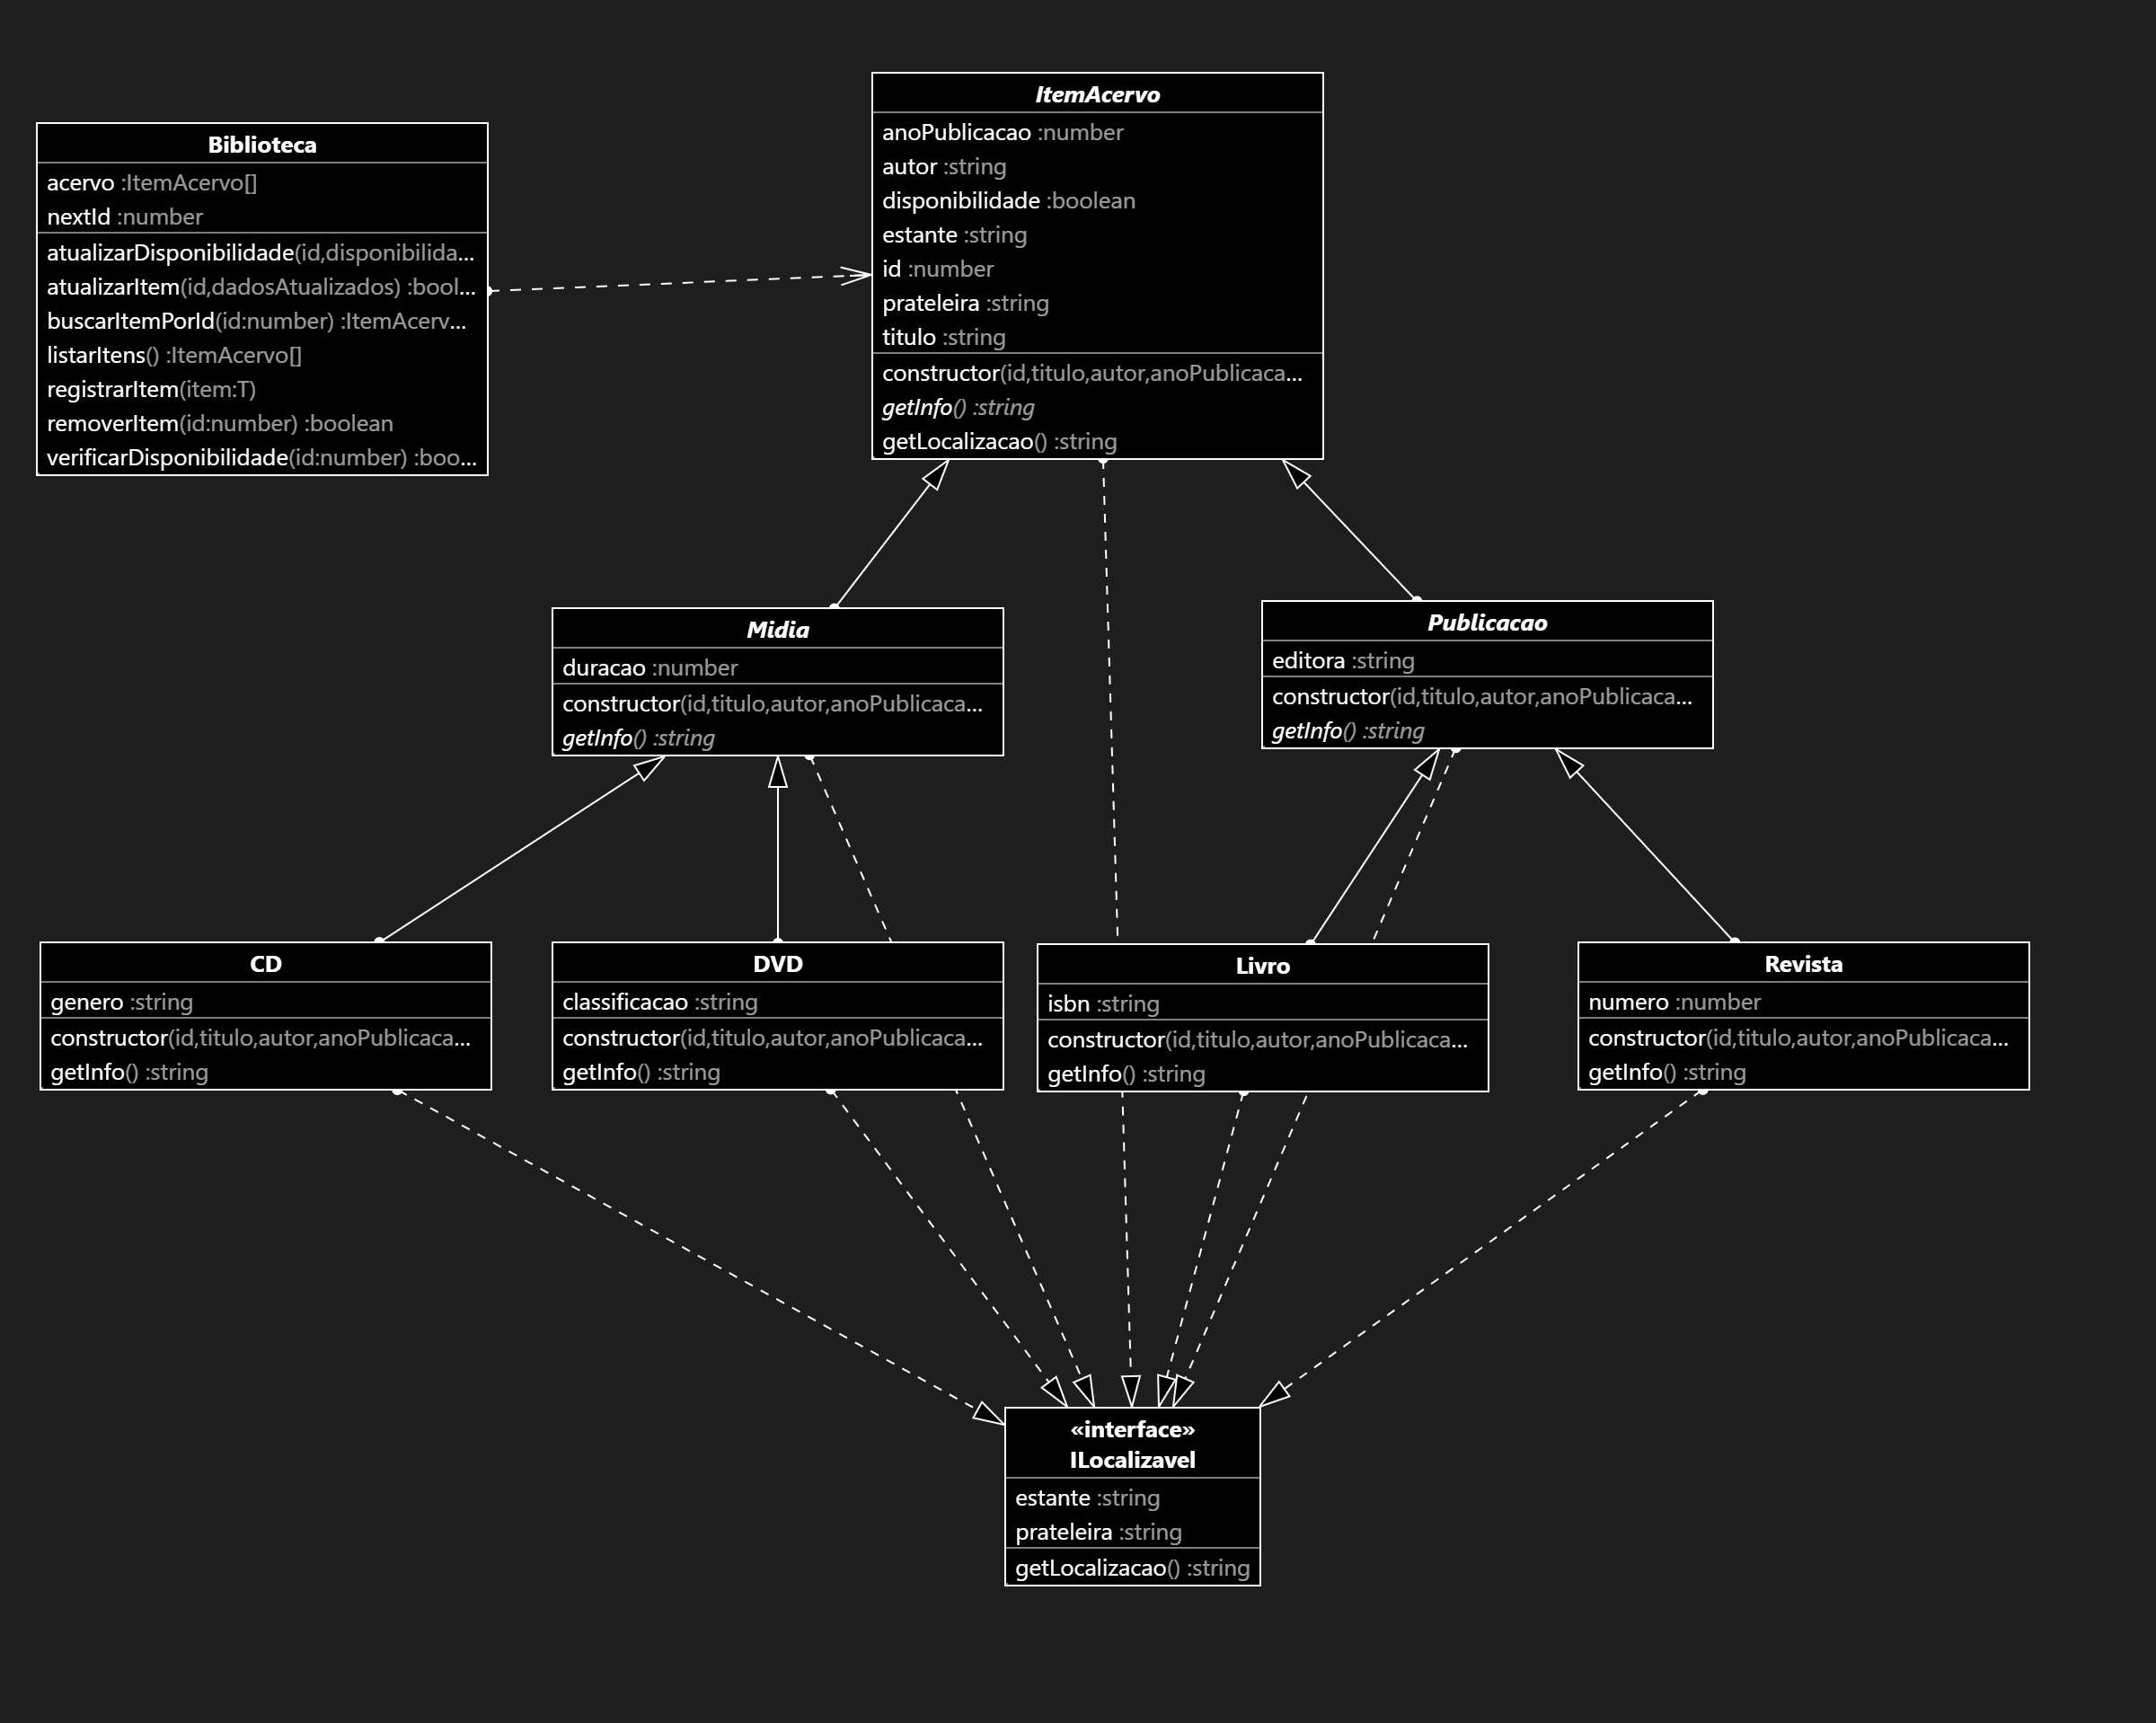 Biblioteca
acervo :ItemAcervo[]
nextId :number
atualizarDisponibilidade(id,disponibilida...
atualizarItem(id,dadosAtualizados) :bool...
buscarItemPorId(id:number) :ItemAcerv...
listarItens() :ItemAcervo[]
registrarItem(item:T)
removerItem(id:number) :boolean
verificarDisponibilidade(id:number) :boo...
ItemAcervo
anoPublicacao :number
autor :string
disponibilidade :boolean
estante :string
id :number
prateleira :string
titulo :string
constructor(id,titulo,autor,anoPublicaca...
getInfo() :string
getLocalizacao() :string
Midia
duracao :number
constructor(id,titulo,autor,anoPublicaca...
getInfo() :string
Publicacao
editora :string
constructor(id,titulo,autor,anoPublicaca...
getInfo() :string
CD
genero :string
constructor(id,titulo,autor,anoPublicaca...
getInfo() :string
DVD
classificacao :string
constructor(id,titulo,autor,anoPublicaca...
getInfo() :string
Livro
isbn :string
constructor(id,titulo,autor,anoPublicaca...
getInfo() :string
Revista
numero :number
constructor(id,titulo,autor,anoPublicaca...
getInfo() :string
«interface»
ILocalizavel
estante :string
prateleira :string
getLocalizacao() :string